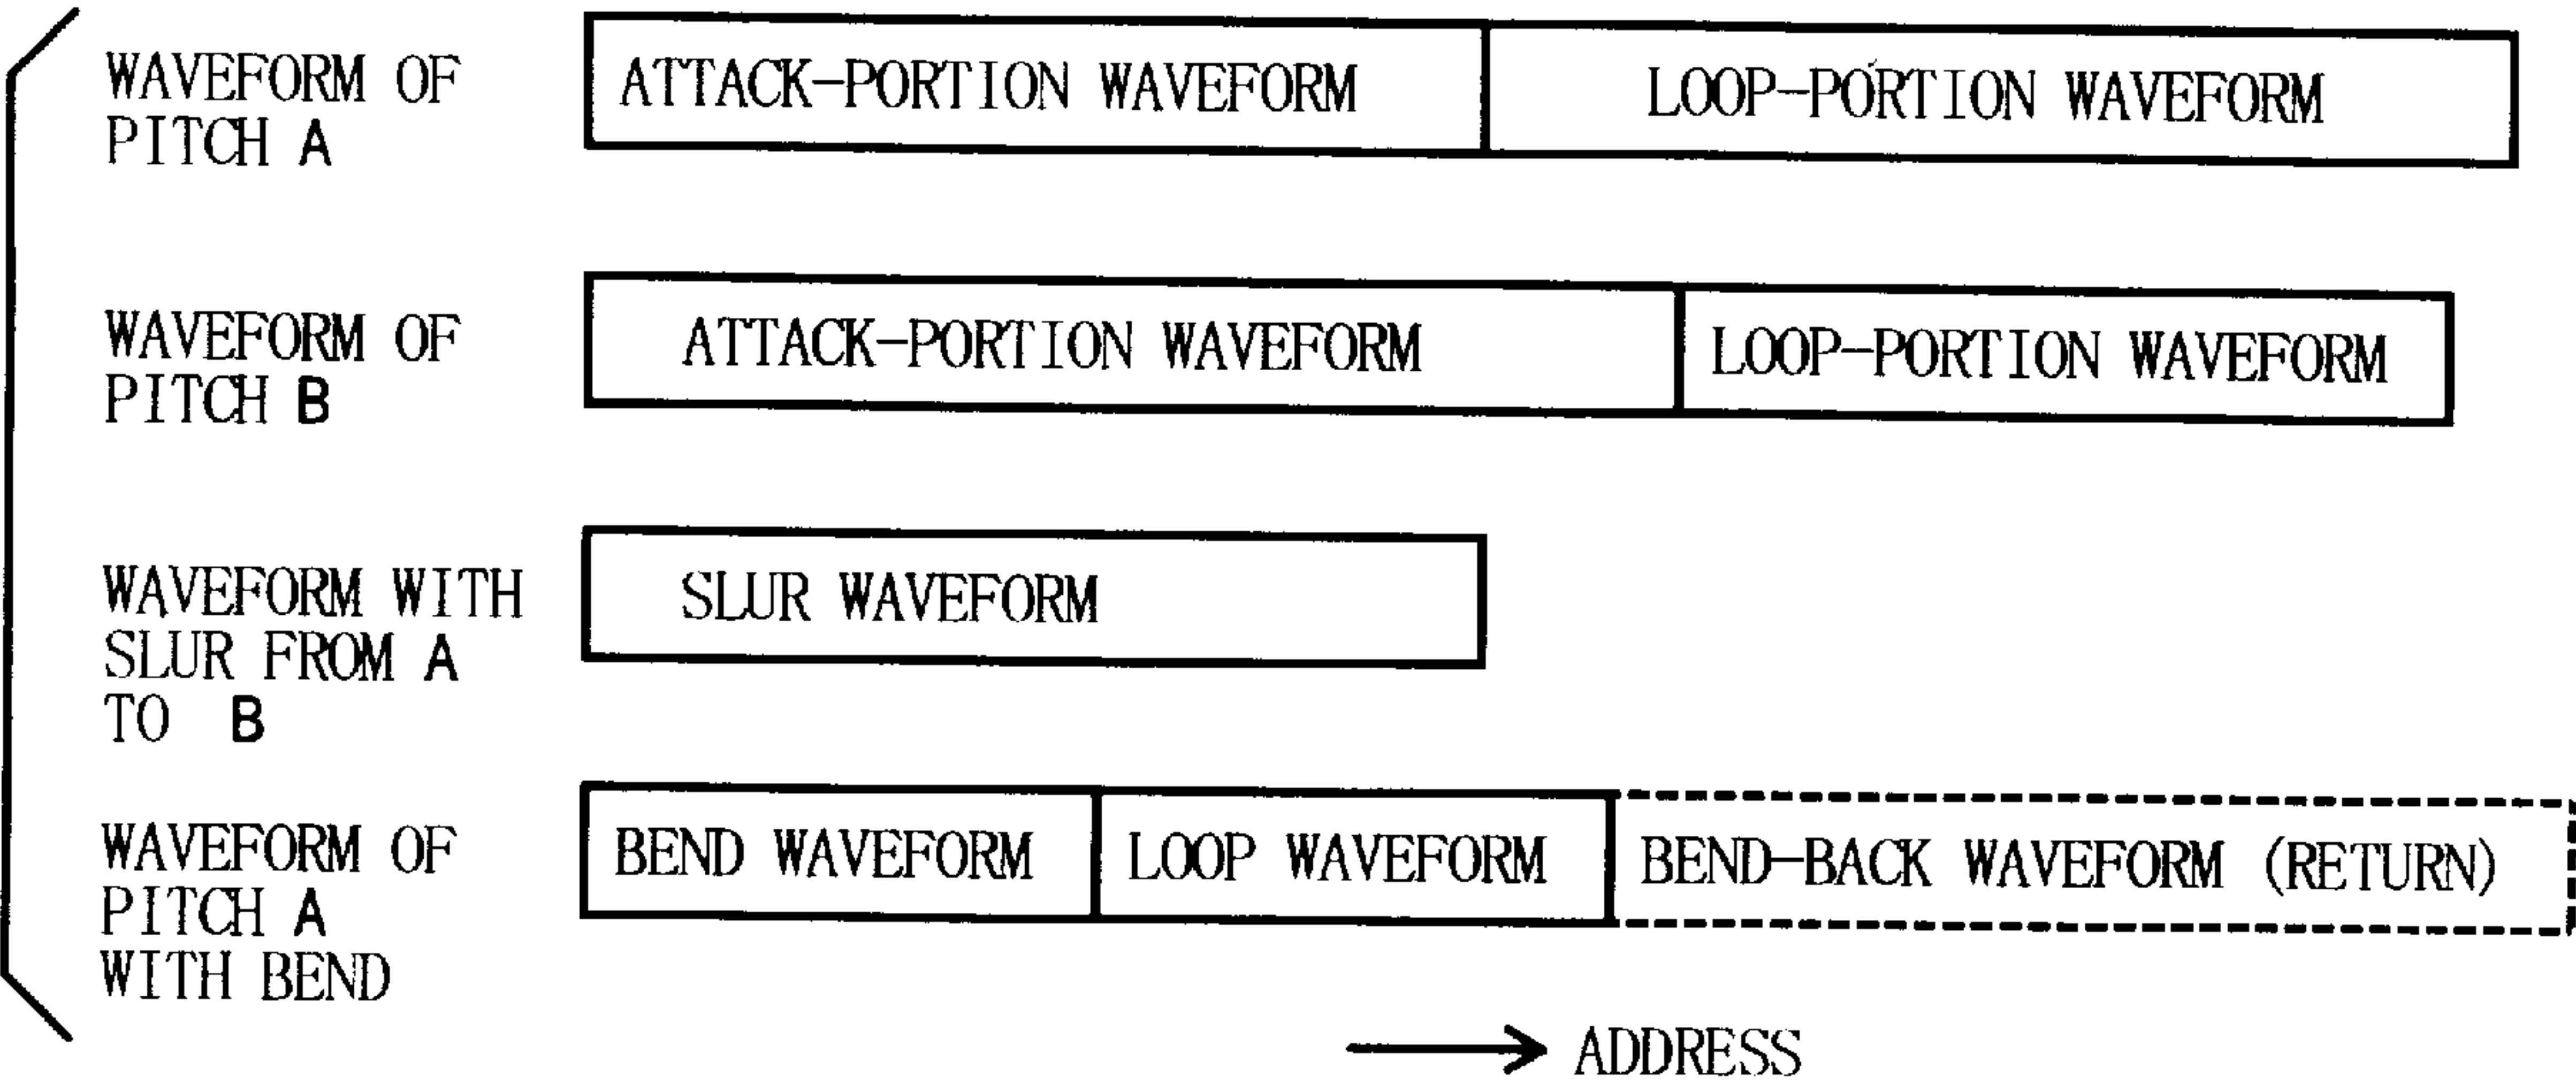 WAVEFORM OF
PITCH A
ATTACK-PORTION WAVEFORM
LOOP-PORTION WAVEFORM
WAVEFORM OF
PITCH B
ATTACK-PORTION WAVEFORM
LOOP-PORTION WAVEFORM
WAVEFORM WITH
SLUR FROM A
TO B
SLUR WAVEFORM
WAVEFORM OF
PITCH A
WITH BEND
BEND WAVEFORM
LOOP WAVEFORM
BEND-BACK WAVEFORM (RETURN)
ADDRESS